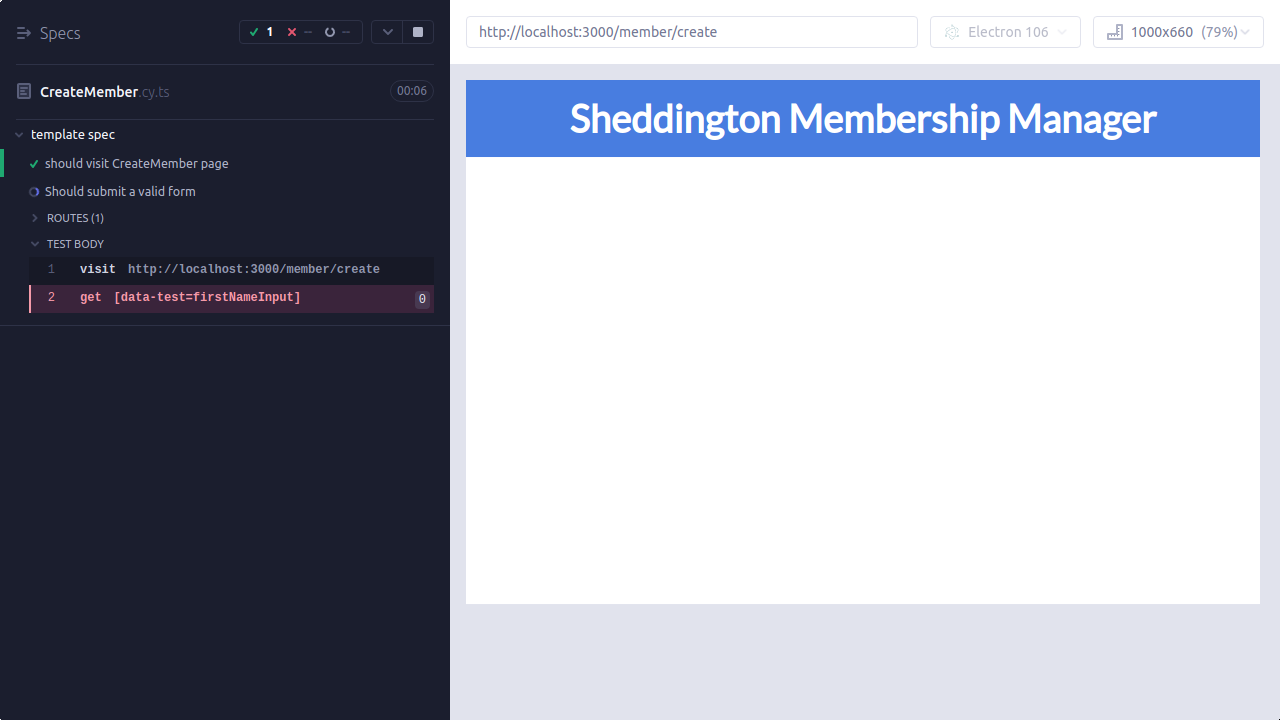 Specs
1
--
--
CreateMember.cy.ts
00:06
template spec
should visit CreateMember page
Should submit a valid form
ROUTES (1)
TEST BODY
1 visit http://localhost:3000/member/create
2 get [data-test=firstNameInput] 0
http://localhost:3000/member/create
Electron 106
1000x660 (79%)
Sheddington Membership Manager